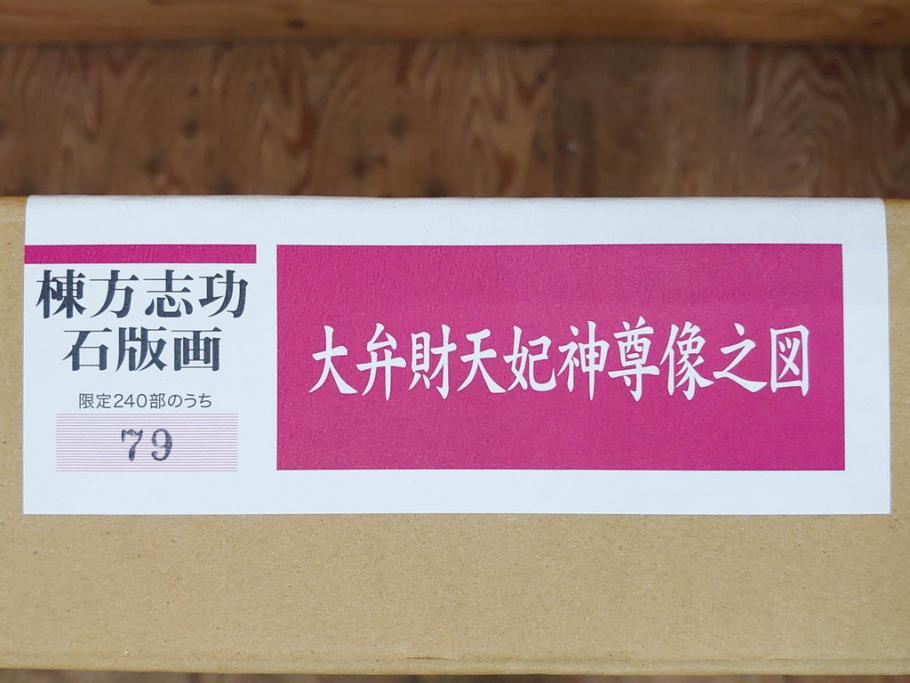 棟方志功
石版画
限定240部のうち
79
大弁財天妃神尊像之図